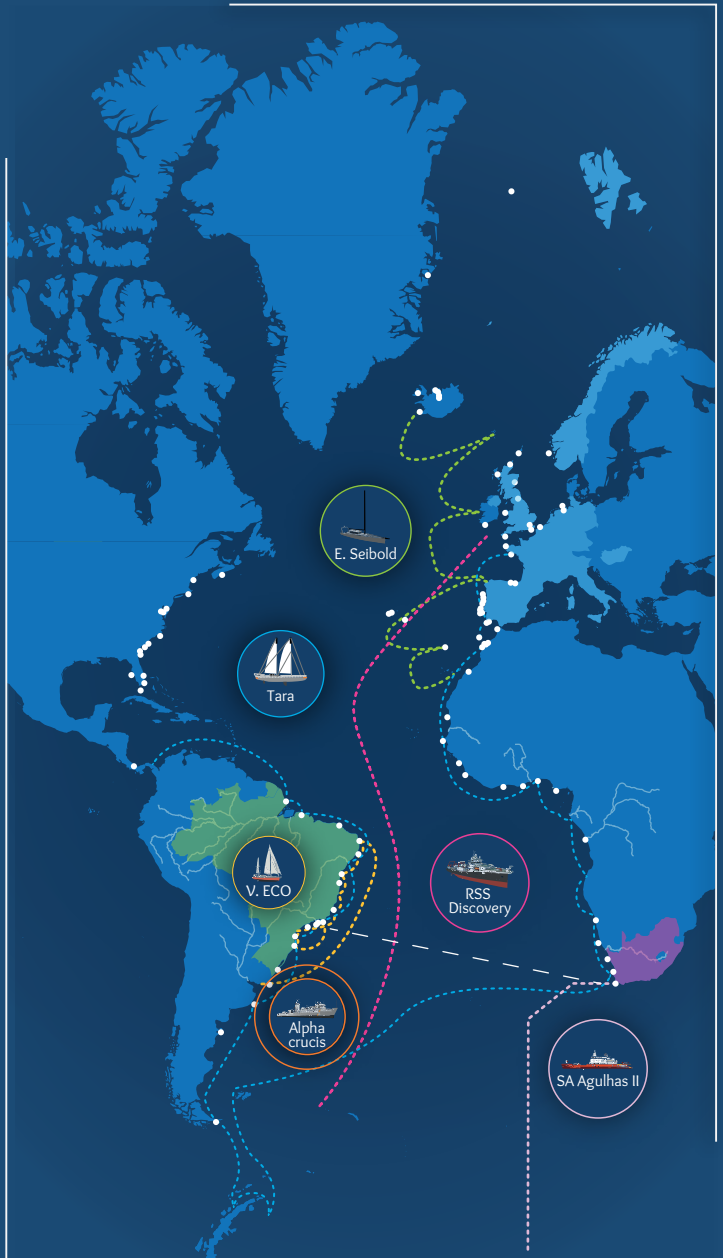 E. Seibold
Tara
V. ECO
RSS
Discovery
Alpha
crucis
SA Agulhas II